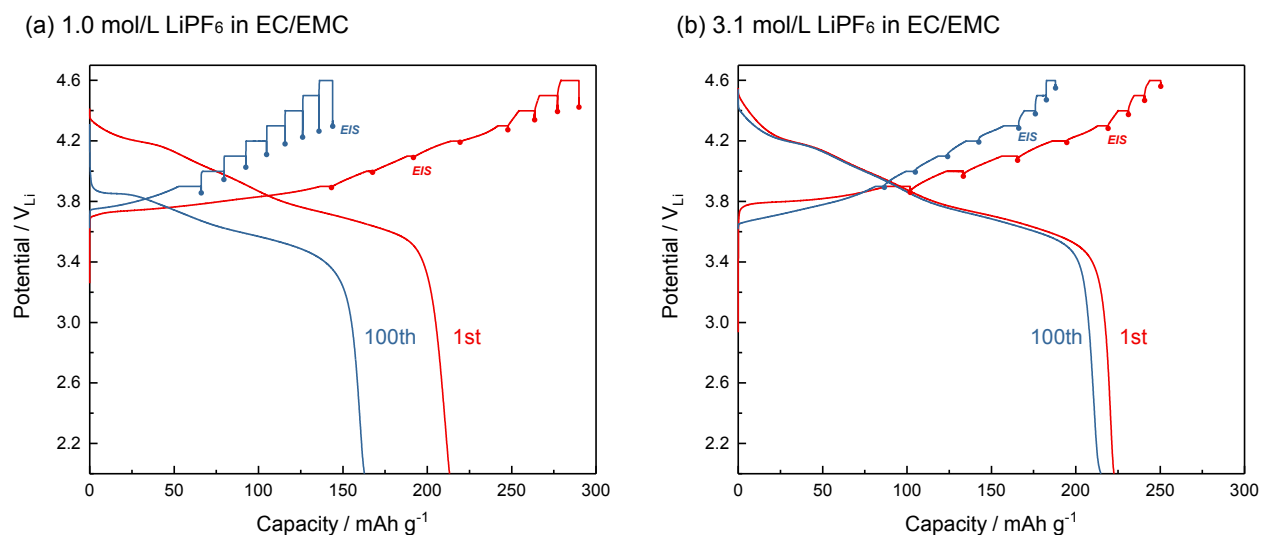 (a) 1.0 mol/L LiPF6 in EC/EMC
4.6
4.2
3.8
3.4
3.0
2.6
2.2
Potential / VLi
0
50
100
150
200
250
300
Capacity / mAh g-1
EIS
EIS
100th
1st
(b) 3.1 mol/L LiPF6 in EC/EMC
4.6
4.2
3.8
3.4
3.0
2.6
2.2
Potential / VLi
0
50
100
150
200
250
300
Capacity / mAh g-1
EIS
EIS
100th
1st